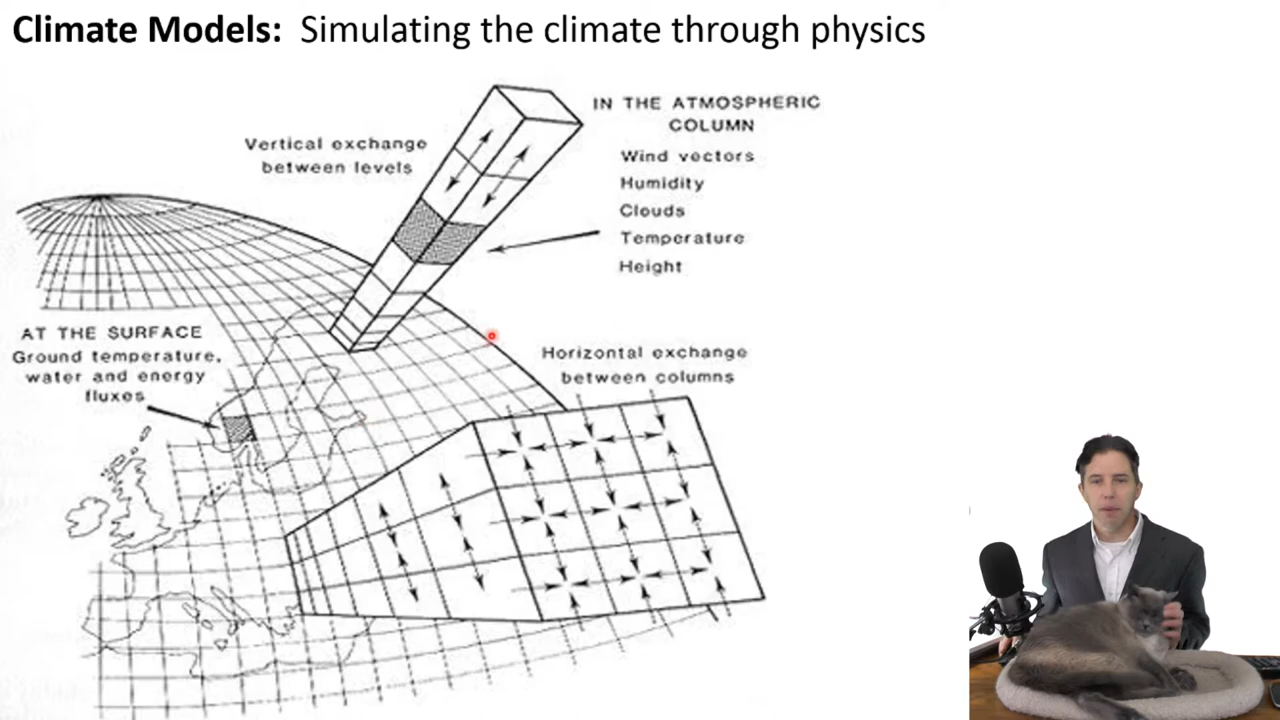 Climate Models: Simulating the climate through physics
IN THE ATMOSPHERIC
COLUMN
Vertical exchange
between levels
Wind vectors
Humidity
Clouds
Temperature
Height
AT THE SURFACE
Ground temperature,
water and energy
fluxes
Horizontal exchange
between columns